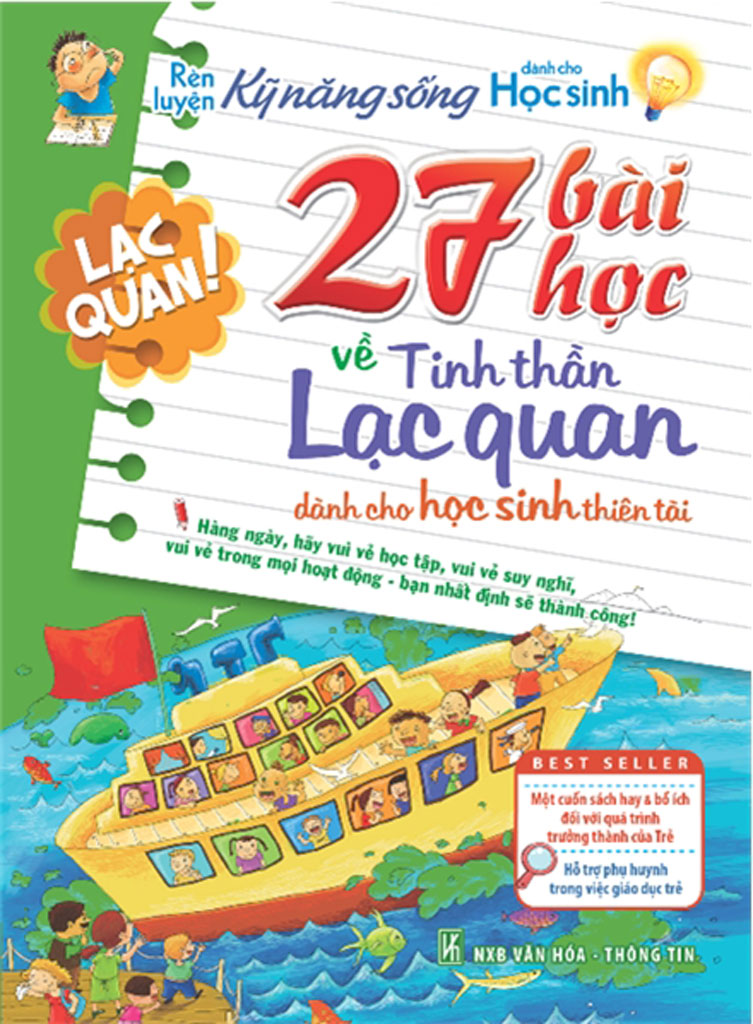 Rèn luyện Kỹ năng sống dành cho Học sinh
LẠC QUAN!
27 bài học
về Tinh thần
Lạc quan
dành cho học sinh thiên tài
Hàng ngày, hãy vui vẻ học tập, vui vẻ suy nghĩ,
vui vẻ trong mọi hoạt động - bạn nhất định sẽ thành công!
BEST SELLER
Một cuốn sách hay & bổ ích
đối với quá trình
trưởng thành của Trẻ
Hỗ trợ phụ huynh
trong việc giáo dục trẻ
NXB VĂN HÓA - THÔNG TIN